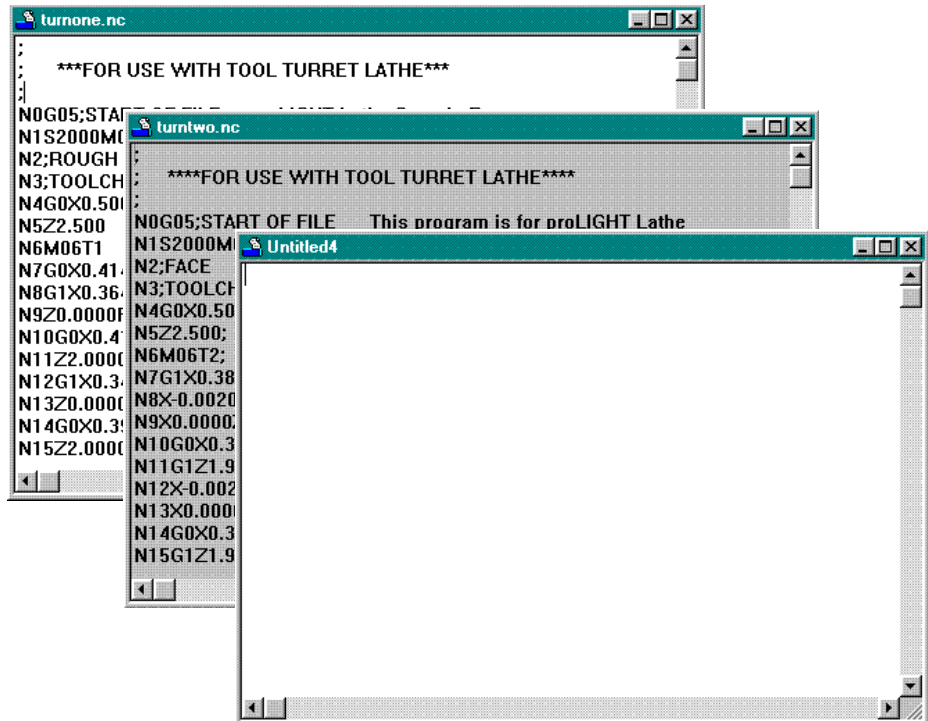 turnone.nc
;
; ***FOR USE WITH TOOL TURRET LATHE***
;
N0G05;STA
N1S2000M
N2;ROUGH
N3;TOOLCH
N4G0X0.50
N5Z2.500
N6M06T1
N7G0X0.41
N8G1X0.36
N9Z0.0000
N10G0X0.4
N11Z2.000
N12G1X0.3
N13Z0.000
N14G0X0.3
N15Z2.000
turntwo.nc
;
; ****FOR USE WITH TOOL TURRET LATHE****
;
N0G05;START OF FILE This program is for proLIGHT Lathe
N1S2000M
N2;FACE
N3;TOOLCH
N4G0X0.50
N5Z2.500;
N6M06T2;
N7G1X0.38
N8X-0.0020
N9X0.0000
N10G0X0.3
N11G1Z1.9
N12X-0.002
N13X0.000
N14G0X0.3
N15G1Z1.9
Untitled4